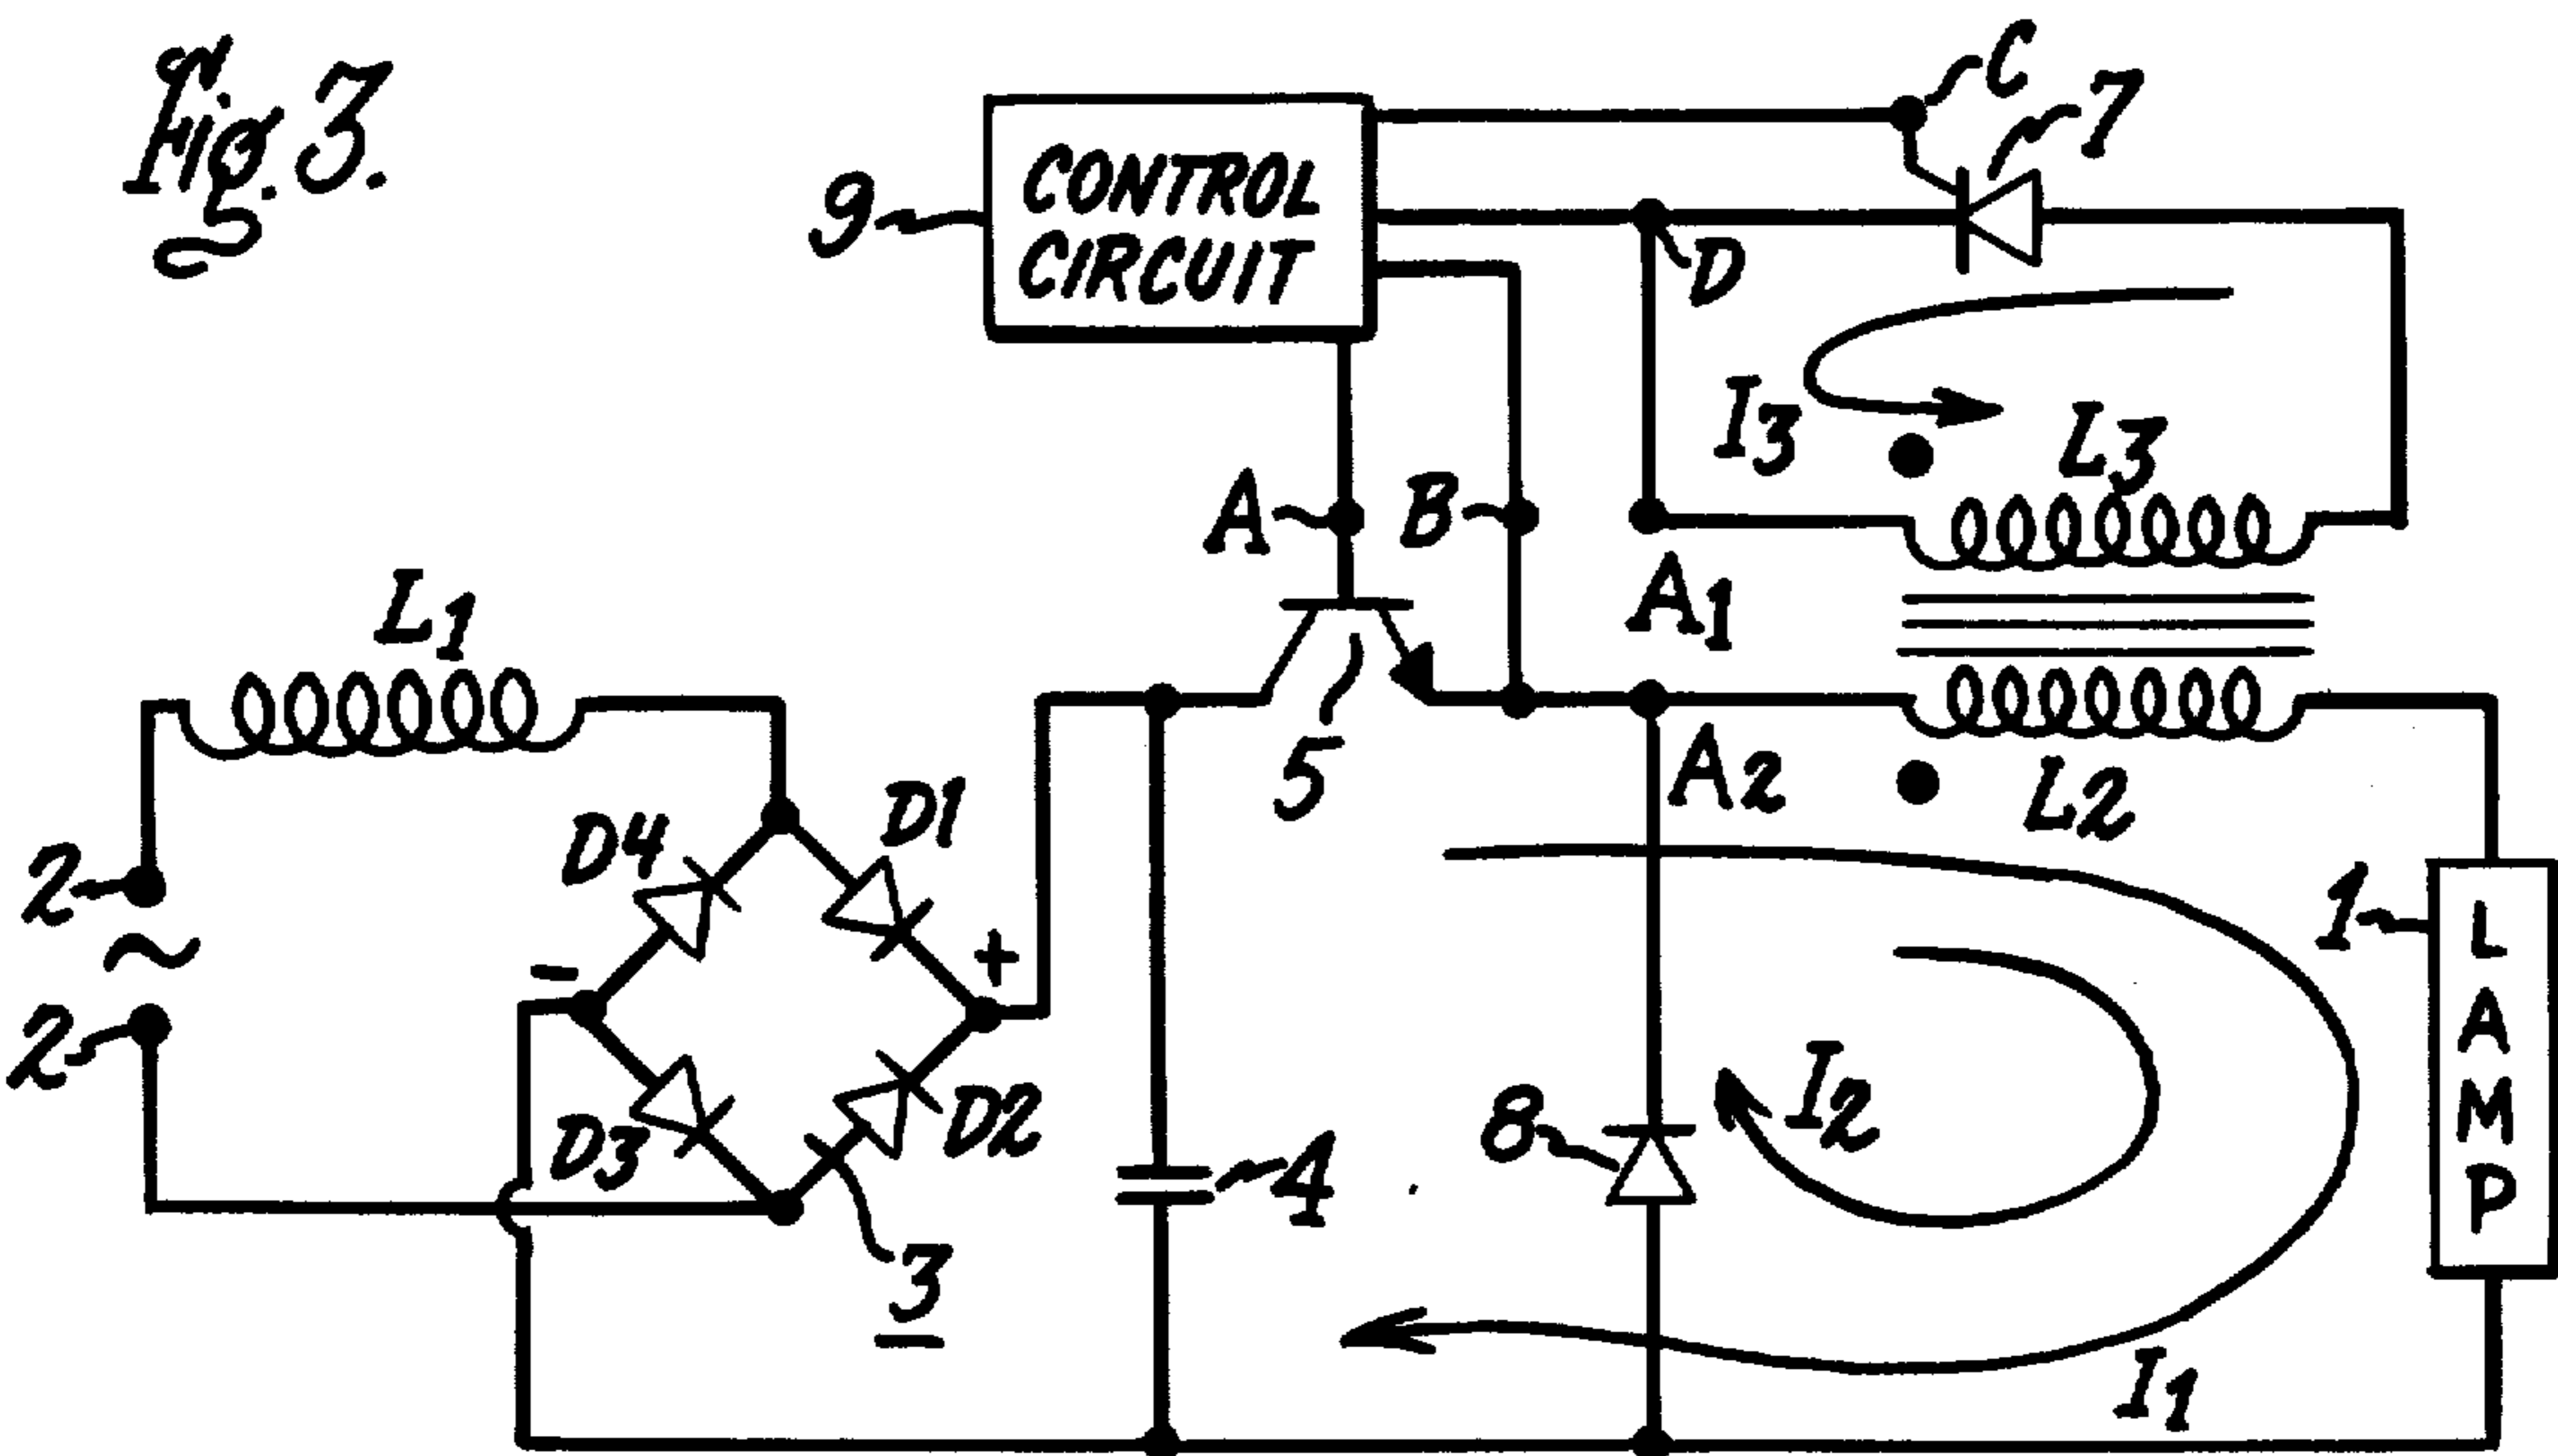 Fig. 3.
C
7
9
CONTROL
CIRCUIT
D
I3
L3
A
B
A1
L1
5
A2
L2
D4
D1
2
~
2
-
+
1
LAMP
D3
D2
3
4
8
I2
I1